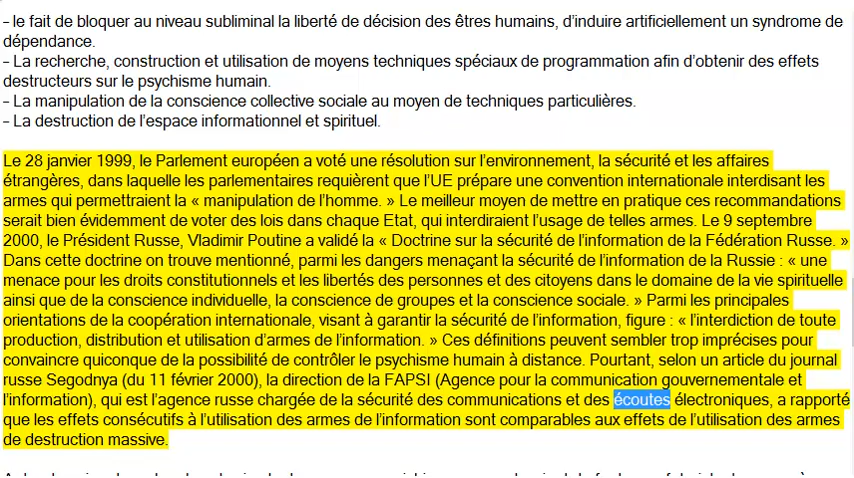 – le fait de bloquer au niveau subliminal la liberté de décision des êtres humains, d’induire artificiellement un syndrome de
dépendance.
– La recherche, construction et utilisation de moyens techniques spéciaux de programmation afin d’obtenir des effets
destructeurs sur le psychisme humain.
– La manipulation de la conscience collective sociale au moyen de techniques particulières.
– La destruction de l’espace informationnel et spirituel.
Le 28 janvier 1999, le Parlement européen a voté une résolution sur l’environnement, la sécurité et les affaires
étrangères, dans laquelle les parlementaires requièrent que l’UE prépare une convention internationale interdisant les
armes qui permettraient la « manipulation de l’homme. » Le meilleur moyen de mettre en pratique ces recommandations
serait bien évidemment de voter des lois dans chaque Etat, qui interdiraient l’usage de telles armes. Le 9 septembre
2000, le Président Russe, Vladimir Poutine a validé la « Doctrine sur la sécurité de l’information de la Fédération Russe. »
Dans cette doctrine on trouve mentionné, parmi les dangers menaçant la sécurité de l’information de la Russie : « une
menace pour les droits constitutionnels et les libertés des personnes et des citoyens dans le domaine de la vie spirituelle
ainsi que de la conscience individuelle, la conscience de groupes et la conscience sociale. » Parmi les principales
orientations de la coopération internationale, visant à garantir la sécurité de l’information, figure : « l’interdiction de toute
production, distribution et utilisation d’armes de l’information. » Ces définitions peuvent sembler trop imprécises pour
convaincre quiconque de la possibilité de contrôler le psychisme humain à distance. Pourtant, selon un article du journal
russe Segodnya (du 11 février 2000), la direction de la FAPSI (Agence pour la communication gouvernementale et
l’information), qui est l’agence russe chargée de la sécurité des communications et des écoutes électroniques, a rapporté
que les effets consécutifs à l’utilisation des armes de l’information sont comparables aux effets de l’utilisation des armes
de destruction massive.